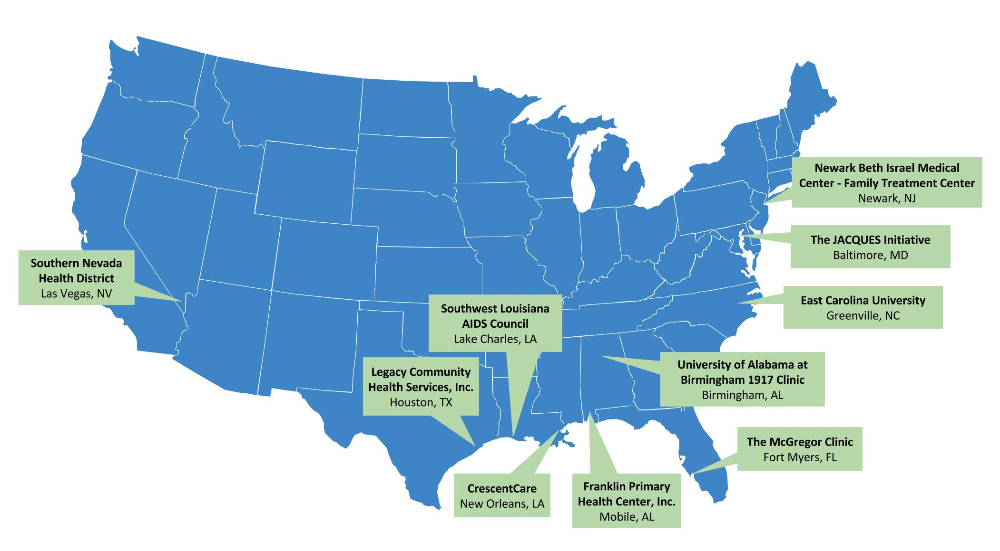 Newark Beth Israel Medical
Center - Family Treatment Center
Newark, NJ
The JACQUES Initiative
Baltimore, MD
Southern Nevada
Health District
Las Vegas, NV
East Carolina University
Greenville, NC
Southwest Louisiana
AIDS Council
Lake Charles, LA
Legacy Community
Health Services, Inc.
Houston, TX
University of Alabama at
Birmingham 1917 Clinic
Birmingham, AL
The McGregor Clinic
Fort Myers, FL
CrescentCare
New Orleans, LA
Franklin Primary
Health Center, Inc.
Mobile, AL